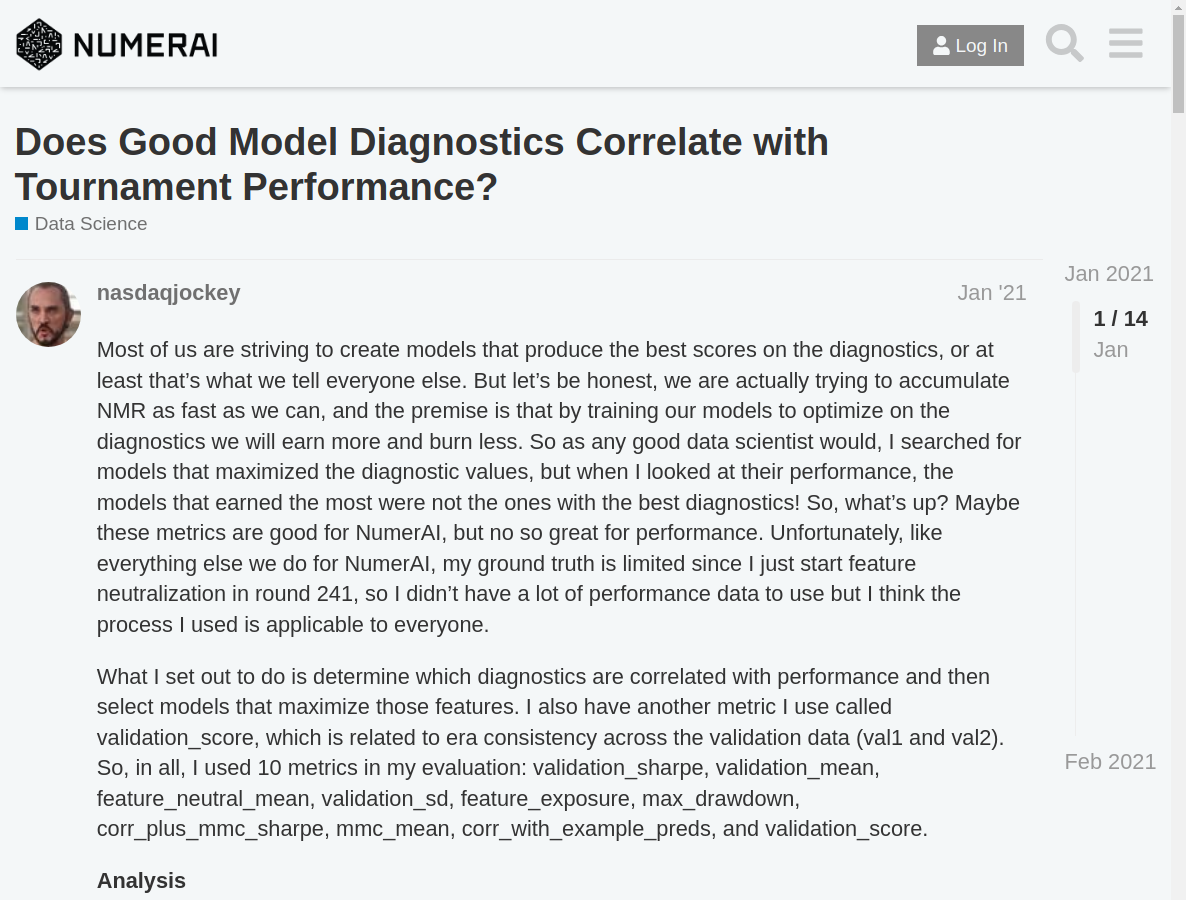 NUMERAI
Log In
Does Good Model Diagnostics Correlate with
Tournament Performance?
Data Science
nasdaqjockey
Jan '21
Jan 2021
1 / 14
Jan
Feb 2021
Most of us are striving to create models that produce the best scores on the diagnostics, or at
least that’s what we tell everyone else. But let’s be honest, we are actually trying to accumulate
NMR as fast as we can, and the premise is that by training our models to optimize on the
diagnostics we will earn more and burn less. So as any good data scientist would, I searched for
models that maximized the diagnostic values, but when I looked at their performance, the
models that earned the most were not the ones with the best diagnostics! So, what’s up? Maybe
these metrics are good for NumerAI, but no so great for performance. Unfortunately, like
everything else we do for NumerAI, my ground truth is limited since I just start feature
neutralization in round 241, so I didn’t have a lot of performance data to use but I think the
process I used is applicable to everyone.
What I set out to do is determine which diagnostics are correlated with performance and then
select models that maximize those features. I also have another metric I use called
validation_score, which is related to era consistency across the validation data (val1 and val2).
So, in all, I used 10 metrics in my evaluation: validation_sharpe, validation_mean,
feature_neutral_mean, validation_sd, feature_exposure, max_drawdown,
corr_plus_mmc_sharpe, mmc_mean, corr_with_example_preds, and validation_score.
Analysis